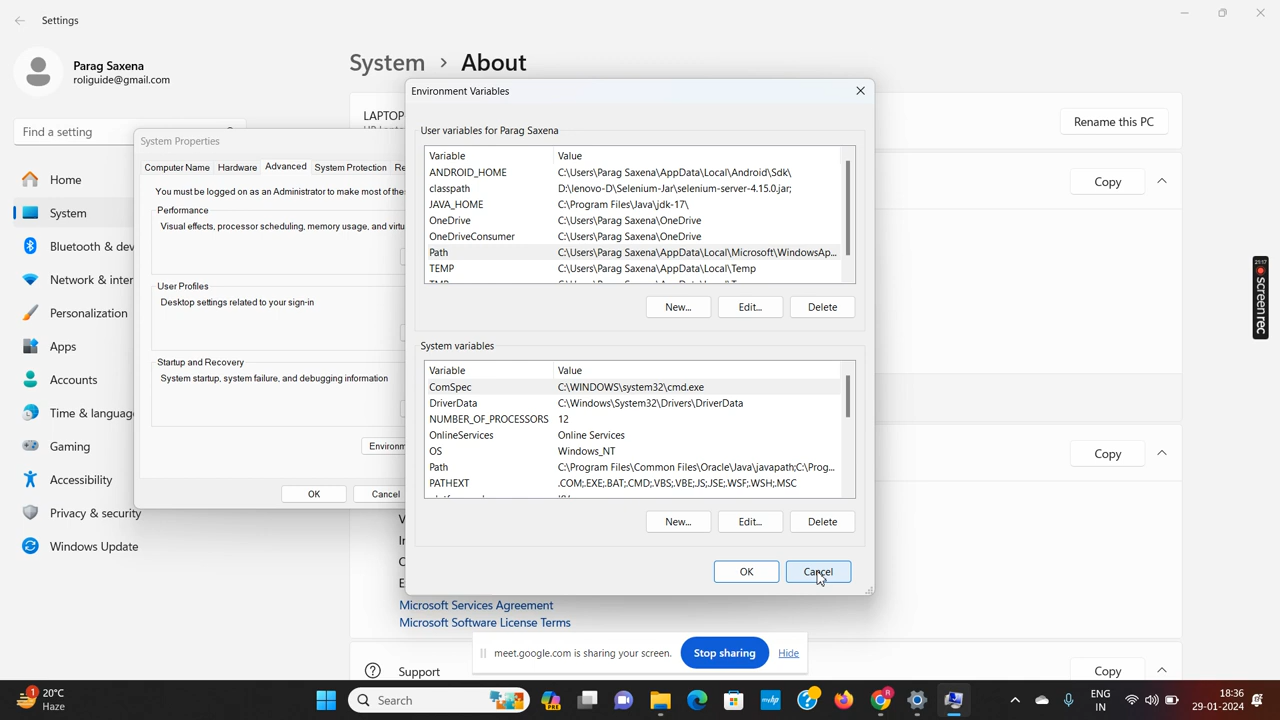 Settings
Parag Saxena
roliguide@gmail.com
Find a setting
Home
System
Bluetooth & dev
Network & inter
Personalization
Apps
Accounts
Time & language
Gaming
Accessibility
Privacy & security
Windows Update
System > About
LAPTOP
Rename this PC
Copy
Copy
Microsoft Services Agreement
Microsoft Software License Terms
Support
Copy
System Properties
Computer Name Hardware Advanced System Protection Re
You must be logged on as an Administrator to make most of the
Performance
Visual effects, processor scheduling, memory usage, and virtu
User Profiles
Desktop settings related to your sign-in
Startup and Recovery
System startup, system failure, and debugging information
Environm
OK Cancel
Environment Variables
User variables for Parag Saxena
Variable Value
ANDROID_HOME C:\Users\Parag Saxena\AppData\Local\Android\Sdk\
classpath D:\lenovo-D\Selenium-Jar\selenium-server-4.15.0.jar;
JAVA_HOME C:\Program Files\Java\jdk-17\
OneDrive C:\Users\Parag Saxena\OneDrive
OneDriveConsumer C:\Users\Parag Saxena\OneDrive
Path C:\Users\Parag Saxena\AppData\Local\Microsoft\WindowsAp...
TEMP C:\Users\Parag Saxena\AppData\Local\Temp
New... Edit... Delete
System variables
Variable Value
ComSpec C:\WINDOWS\system32\cmd.exe
DriverData C:\Windows\System32\Drivers\DriverData
NUMBER_OF_PROCESSORS 12
OnlineServices Online Services
OS Windows_NT
Path C:\Program Files\Common Files\Oracle\Java\javapath;C:\Prog...
PATHEXT .COM;.EXE;.BAT;.CMD;.VBS;.VBE;.JS;.JSE;.WSF;.WSH;.MSC
New... Edit... Delete
OK Cancel
meet.google.com is sharing your screen. Stop sharing Hide
21:17
screenrec
1
20°C
Haze
Search
PRE
myhp
R
ENG
IN
18:36
29-01-2024